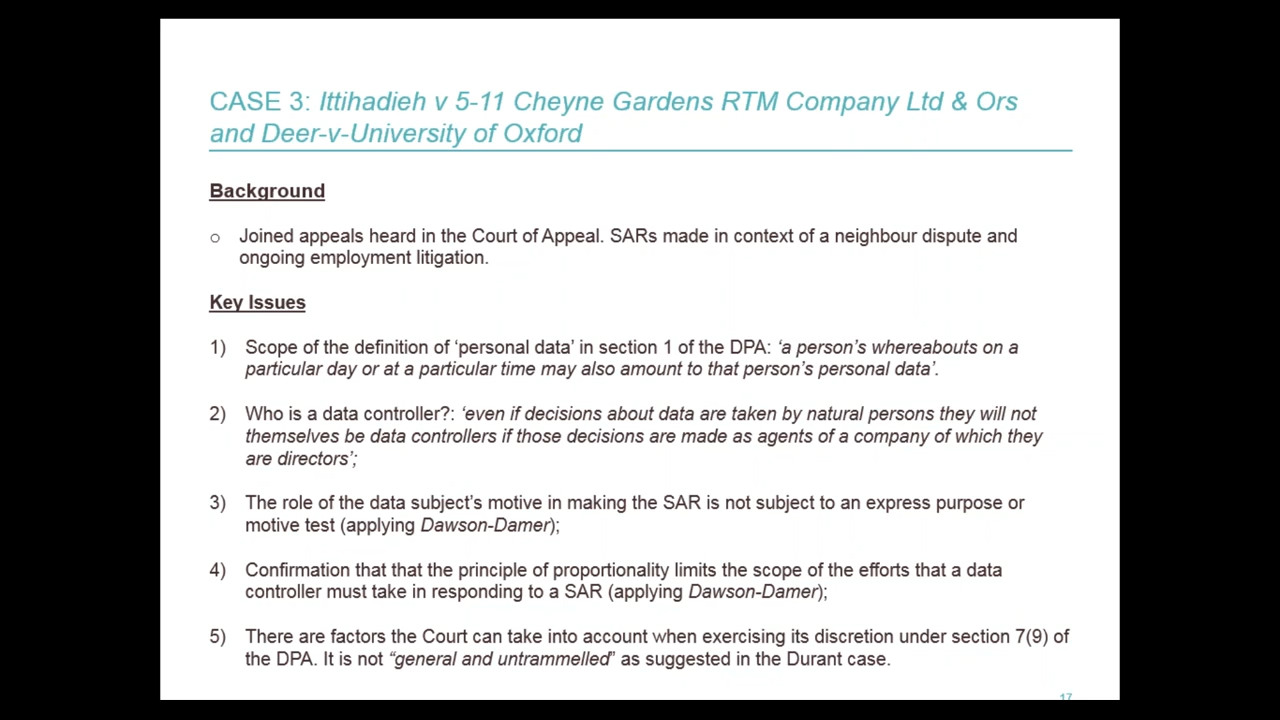 CASE 3: Ittihadieh v 5-11 Cheyne Gardens RTM Company Ltd & Ors
and Deer-v-University of Oxford
Background
o Joined appeals heard in the Court of Appeal. SARs made in context of a neighbour dispute and
ongoing employment litigation.
Key Issues
1) Scope of the definition of ‘personal data’ in section 1 of the DPA: ‘a person’s whereabouts on a
particular day or at a particular time may also amount to that person’s personal data’.
2) Who is a data controller?: ‘even if decisions about data are taken by natural persons they will not
themselves be data controllers if those decisions are made as agents of a company of which they
are directors’;
3) The role of the data subject’s motive in making the SAR is not subject to an express purpose or
motive test (applying Dawson-Damer);
4) Confirmation that that the principle of proportionality limits the scope of the efforts that a data
controller must take in responding to a SAR (applying Dawson-Damer);
5) There are factors the Court can take into account when exercising its discretion under section 7(9) of
the DPA. It is not “general and untrammelled” as suggested in the Durant case.
17